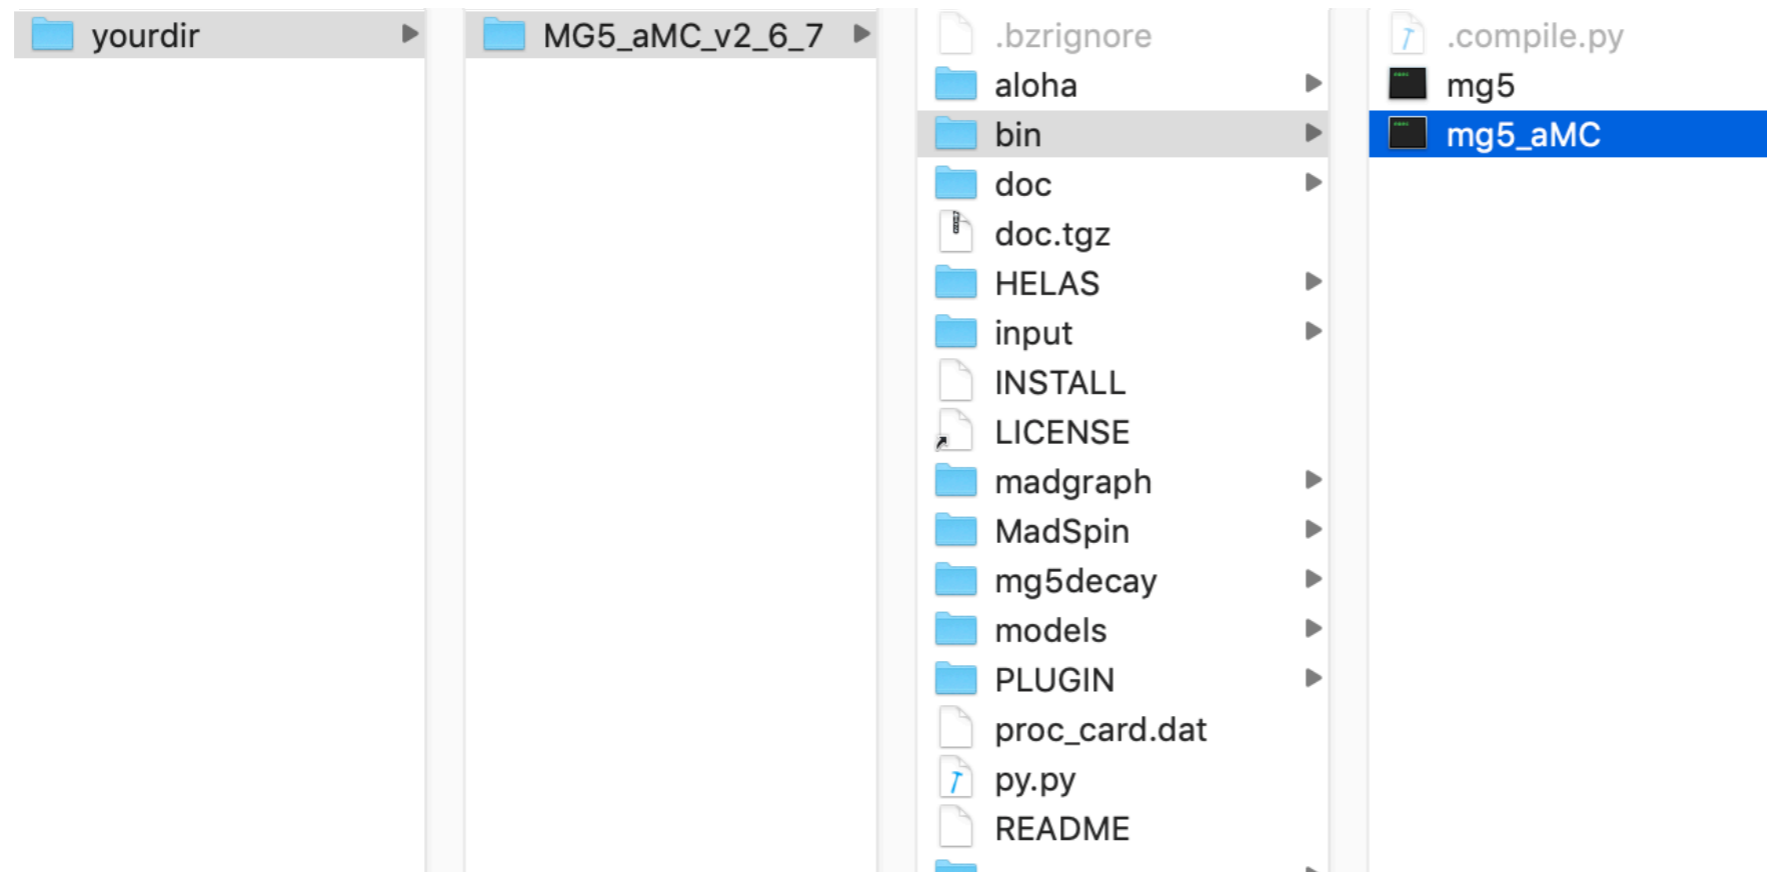 yourdir
MG5_aMC_v2_6_7
.bzrignore
aloha
bin
doc
doc.tgz
HELAS
input
INSTALL
LICENSE
madgraph
MadSpin
mg5decay
models
PLUGIN
proc_card.dat
py.py
README
.compile.py
mg5
mg5_aMC